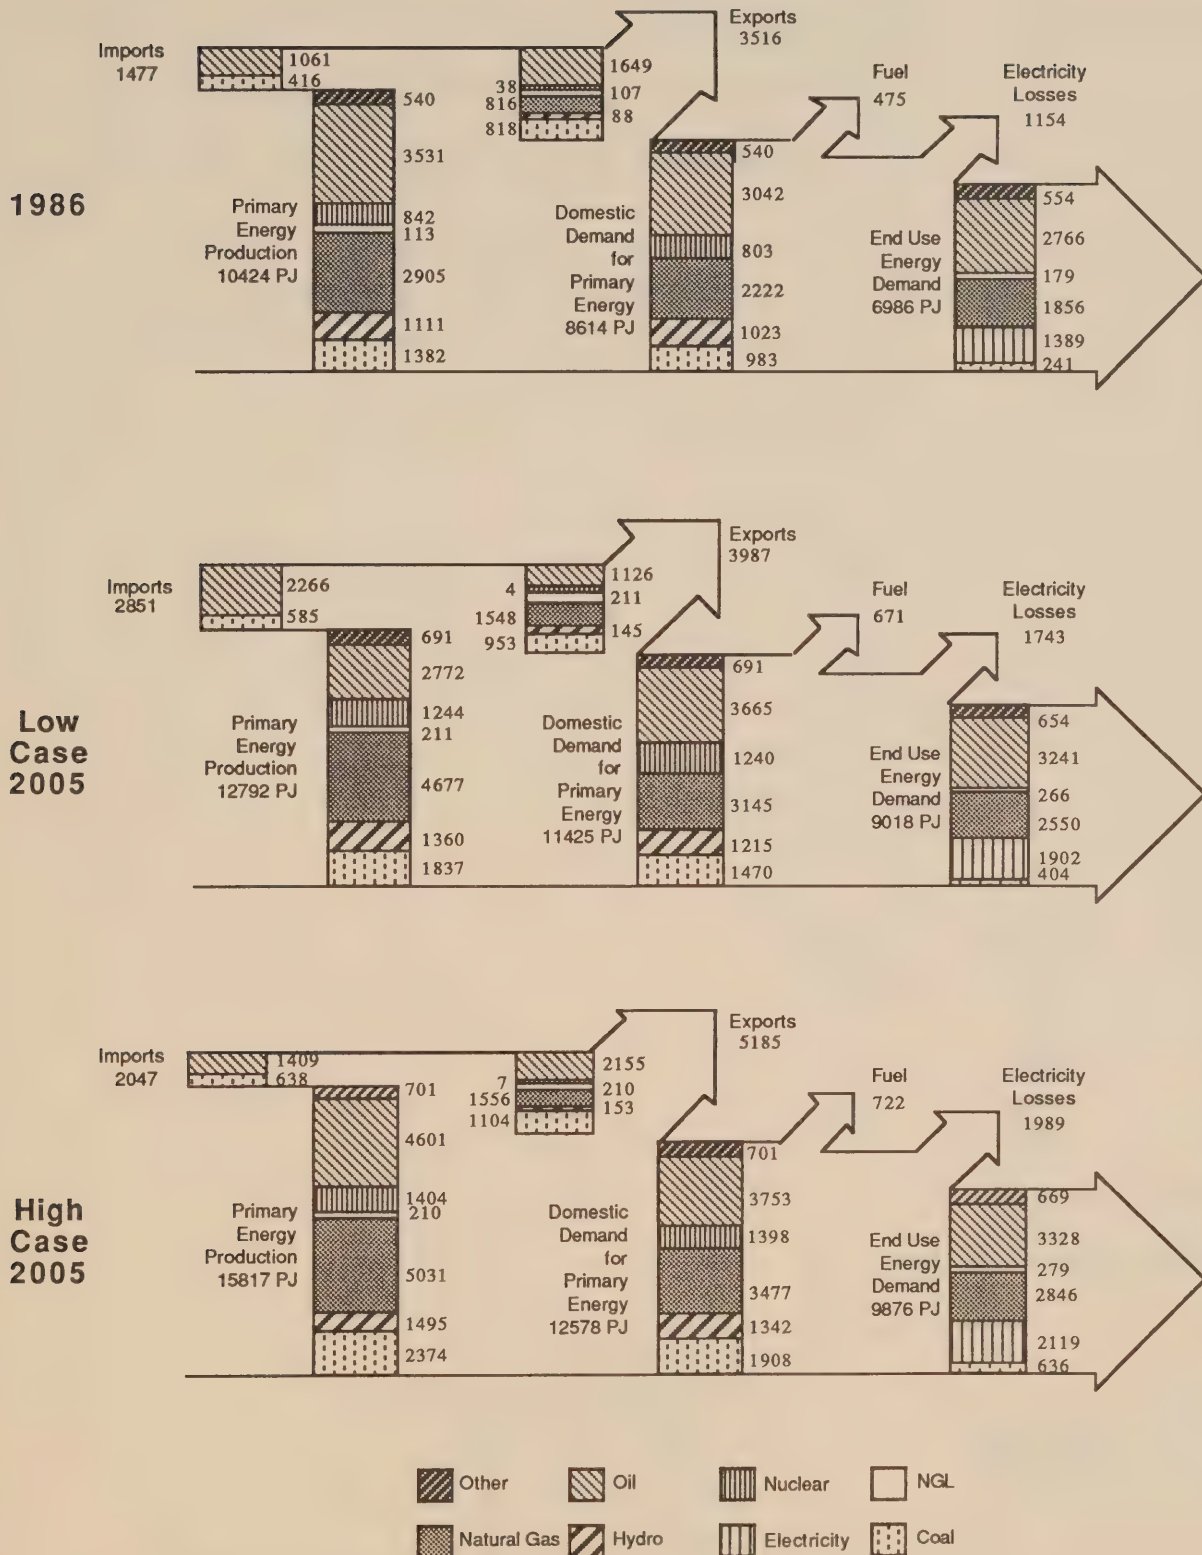 Exports
3516
Imports
1477
1061
416
1649
38
107
816
88
818
Fuel
475
Electricity
Losses
1154
1986
Primary
Energy
Production
10424 PJ
540
3531
842
113
2905
1111
1382
Domestic
Demand
for
Primary
Energy
8614 PJ
540
3042
803
2222
1023
983
End Use
Energy
Demand
6986 PJ
554
2766
179
1856
1389
241
Exports
3987
Imports
2851
2266
585
1126
4
211
1548
145
953
Fuel
671
Electricity
Losses
1743
Low
Case
2005
Primary
Energy
Production
12792 PJ
691
2772
1244
211
4677
1360
1837
Domestic
Demand
for
Primary
Energy
11425 PJ
691
3665
1240
3145
1215
1470
End Use
Energy
Demand
9018 PJ
654
3241
266
2550
1902
404
Exports
5185
Imports
2047
1409
638
2155
7
210
1556
153
1104
Fuel
722
Electricity
Losses
1989
High
Case
2005
Primary
Energy
Production
15817 PJ
701
4601
1404
210
5031
1495
2374
Domestic
Demand
for
Primary
Energy
12578 PJ
701
3753
1398
3477
1342
1908
End Use
Energy
Demand
9876 PJ
669
3328
279
2846
2119
636
Other
Oil
Nuclear
NGL
Natural Gas
Hydro
Electricity
Coal